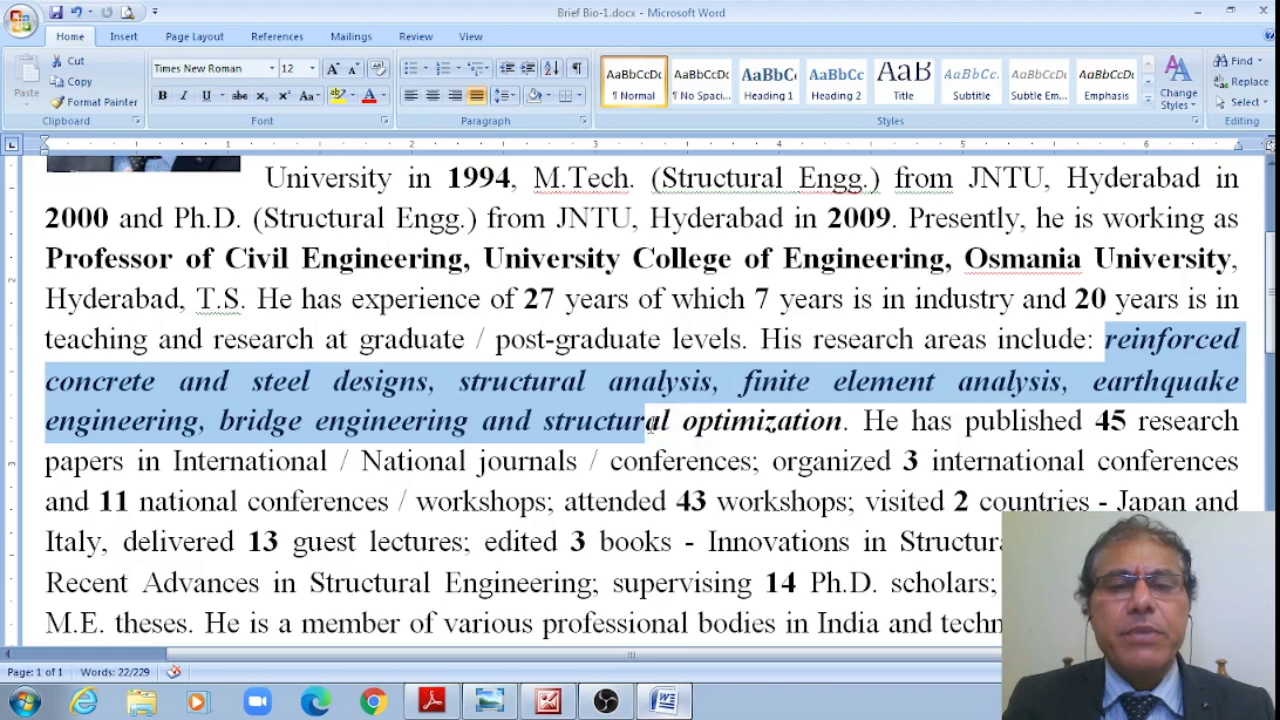 Brief Bio-1.docx - Microsoft Word
Home Insert Page Layout References Mailings Review View
Cut
Copy
Format Painter
Paste
Clipboard
Times New Roman 12
Font
Paragraph
AaBbCcDc AaBbCcDc AaBbC AaBbCc AaB AaBbCc. AaBbCcDc AaBbCcDc
¶ Normal ¶ No Spaci... Heading 1 Heading 2 Title Subtitle Subtle Em... Emphasis
Change Styles
Styles
Find
Replace
Select
Editing
1 2 3 4 5 6
University in 1994, M.Tech. (Structural Engg.) from JNTU, Hyderabad in
2000 and Ph.D. (Structural Engg.) from JNTU, Hyderabad in 2009. Presently, he is working as
Professor of Civil Engineering, University College of Engineering, Osmania University,
Hyderabad, T.S. He has experience of 27 years of which 7 years is in industry and 20 years is in
teaching and research at graduate / post-graduate levels. His research areas include: reinforced
concrete and steel designs, structural analysis, finite element analysis, earthquake
engineering, bridge engineering and structural optimization. He has published 45 research
papers in International / National journals / conferences; organized 3 international conferences
and 11 national conferences / workshops; attended 43 workshops; visited 2 countries - Japan and
Italy, delivered 13 guest lectures; edited 3 books - Innovations in
Recent Advances in Structural Engineering; supervising 14 Ph.D. scholars;
M.E. theses. He is a member of various professional bodies in India and
Page: 1 of 1 Words: 22/229